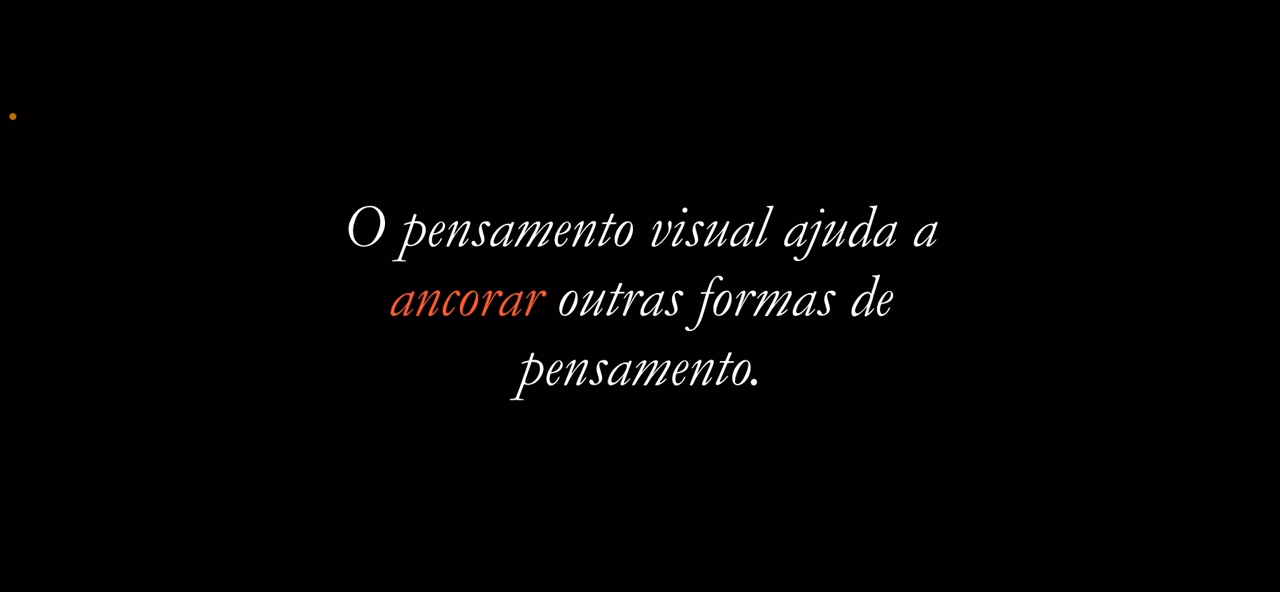 O pensamento visual ajuda a
ancorar outras formas de
pensamento.